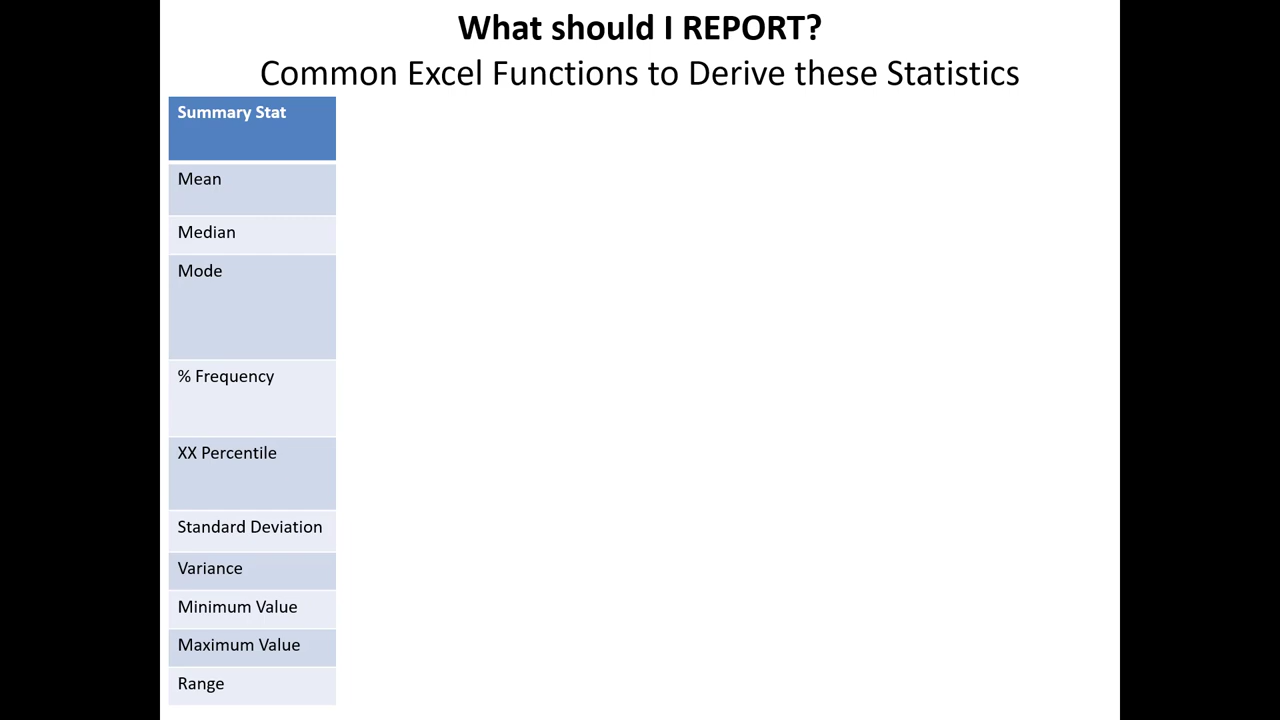 What should I REPORT?
Common Excel Functions to Derive these Statistics
Summary Stat
Mean
Median
Mode
% Frequency
XX Percentile
Standard Deviation
Variance
Minimum Value
Maximum Value
Range